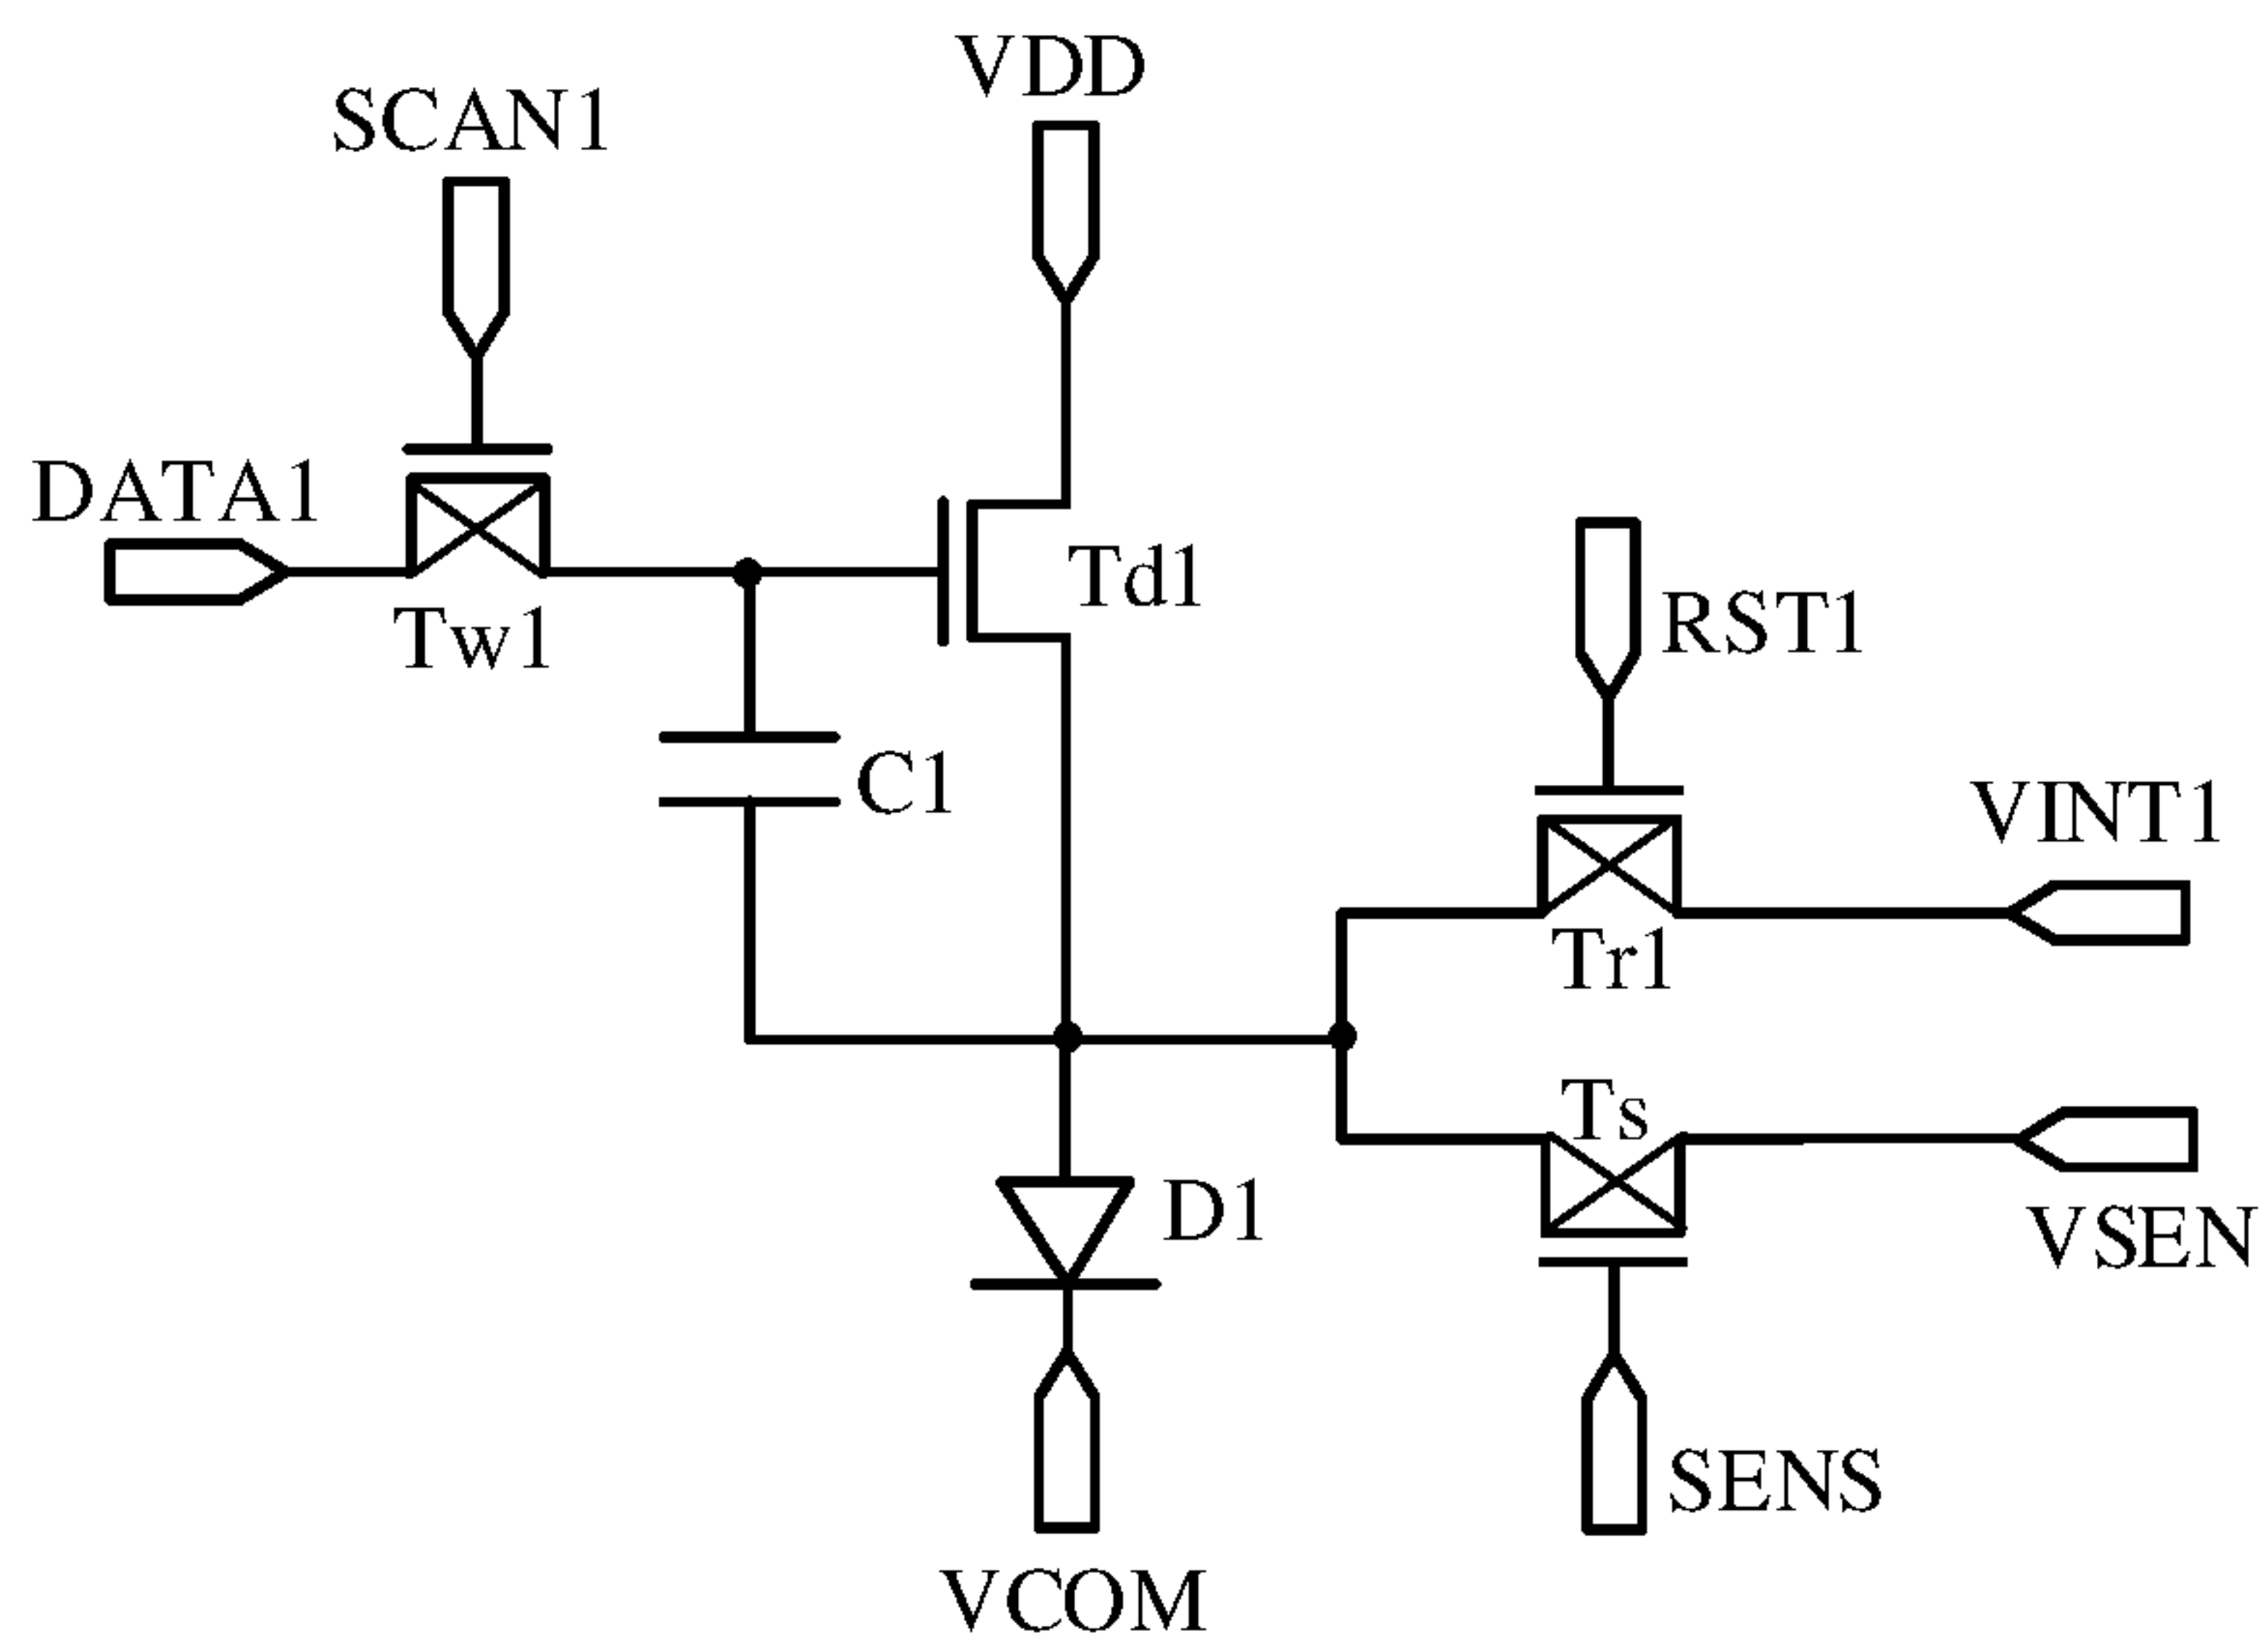 VDD
SCAN1
DATA1
Td1
Tw1
RST1
C1
VINT1
Tr1
Ts
D1
VSEN
SENS
VCOM